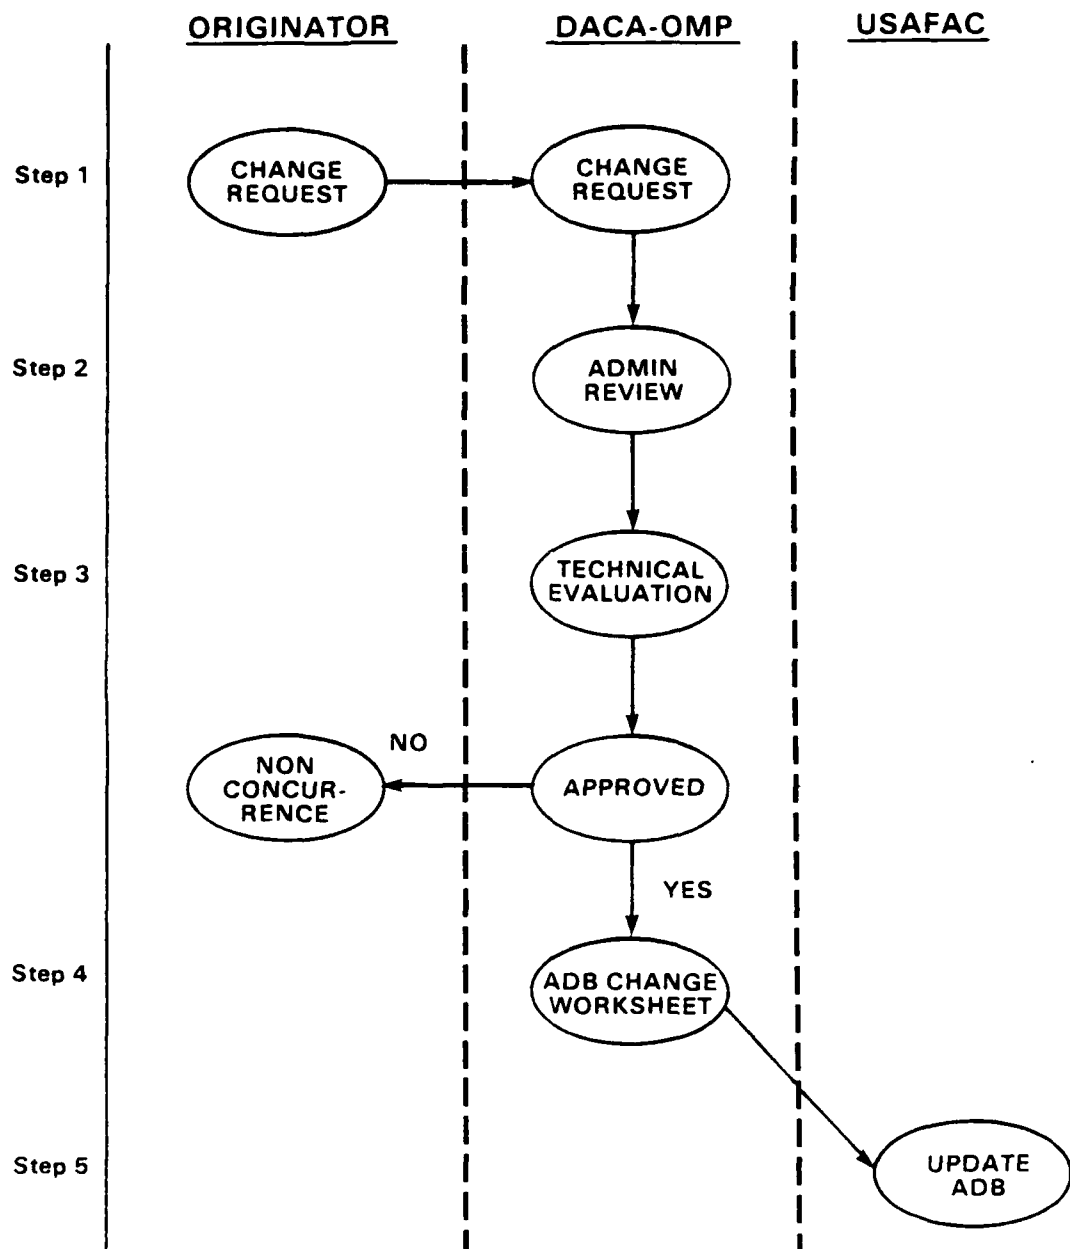 ORIGINATOR DACA-OMP USAFAC
Step 1
CHANGE
REQUEST
CHANGE
REQUEST
Step 2
ADMIN
REVIEW
Step 3
TECHNICAL
EVALUATION
NO
NON
CONCUR-
RENCE
APPROVED
YES
Step 4
ADB CHANGE
WORKSHEET
Step 5
UPDATE
ADB